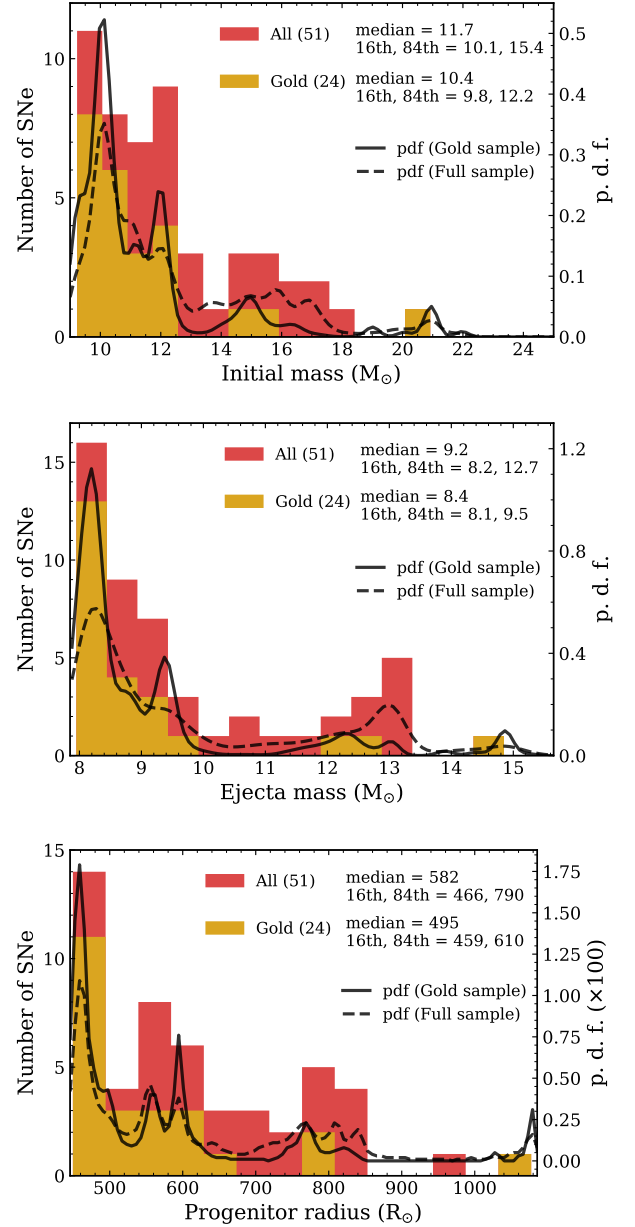 All (51)
median = 11.7
16th, 84th = 10.1, 15.4
Gold (24)
median = 10.4
16th, 84th = 9.8, 12.2
pdf (Gold sample)
pdf (Full sample)
Number of SNe
p. d. f.
0
5
10
0.0
0.1
0.2
0.3
0.4
0.5
10 12 14 16 18 20 22 24
Initial mass (M☉)
All (51)
median = 9.2
16th, 84th = 8.2, 12.7
Gold (24)
median = 8.4
16th, 84th = 8.1, 9.5
pdf (Gold sample)
pdf (Full sample)
Number of SNe
p. d. f.
0
5
10
15
0.0
0.4
0.8
1.2
8 9 10 11 12 13 14 15
Ejecta mass (M☉)
All (51)
median = 582
16th, 84th = 466, 790
Gold (24)
median = 495
16th, 84th = 459, 610
pdf (Gold sample)
pdf (Full sample)
Number of SNe
p. d. f. (×100)
0
5
10
15
0.00
0.25
0.50
0.75
1.00
1.25
1.50
1.75
500 600 700 800 900 1000
Progenitor radius (R☉)